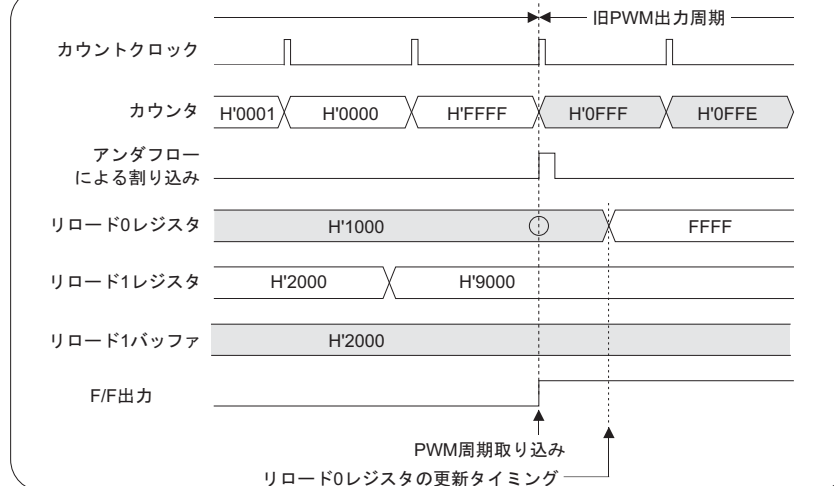 旧PWM出力周期
カウントクロック
カウンタ H'0001 H'0000 H'FFFF H'0FFF H'0FFE
アンダフロー
による割り込み
リロード0レジスタ H'1000 FFFF
リロード1レジスタ H'2000 H'9000
リロード1バッファ H'2000
F/F出力
PWM周期取り込み
リロード0レジスタの更新タイミング